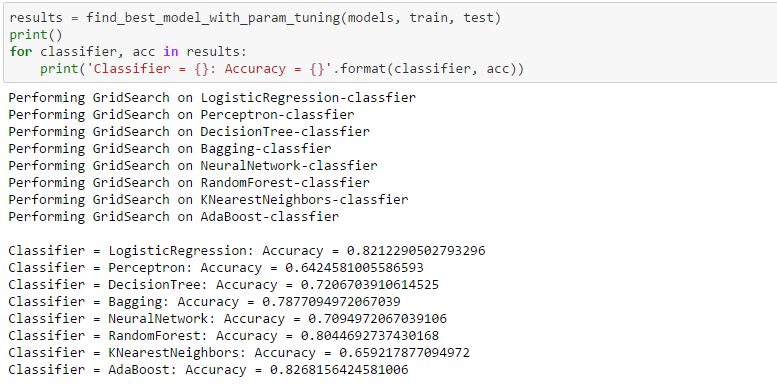 results = find_best_model_with_param_tuning(models, train, test)
print()
for classifier, acc in results:
    print('Classifier = {}: Accuracy = {}'.format(classifier, acc))
Performing GridSearch on LogisticRegression-classfier
Performing GridSearch on Perceptron-classfier
Performing GridSearch on DecisionTree-classfier
Performing GridSearch on Bagging-classfier
Performing GridSearch on NeuralNetwork-classfier
Performing GridSearch on RandomForest-classfier
Performing GridSearch on KNearestNeighbors-classfier
Performing GridSearch on AdaBoost-classfier
Classifier = LogisticRegression: Accuracy = 0.8212290502793296
Classifier = Perceptron: Accuracy = 0.6424581005586593
Classifier = DecisionTree: Accuracy = 0.7206703910614525
Classifier = Bagging: Accuracy = 0.7877094972067039
Classifier = NeuralNetwork: Accuracy = 0.7094972067039106
Classifier = RandomForest: Accuracy = 0.8044692737430168
Classifier = KNearestNeighbors: Accuracy = 0.659217877094972
Classifier = AdaBoost: Accuracy = 0.8268156424581006